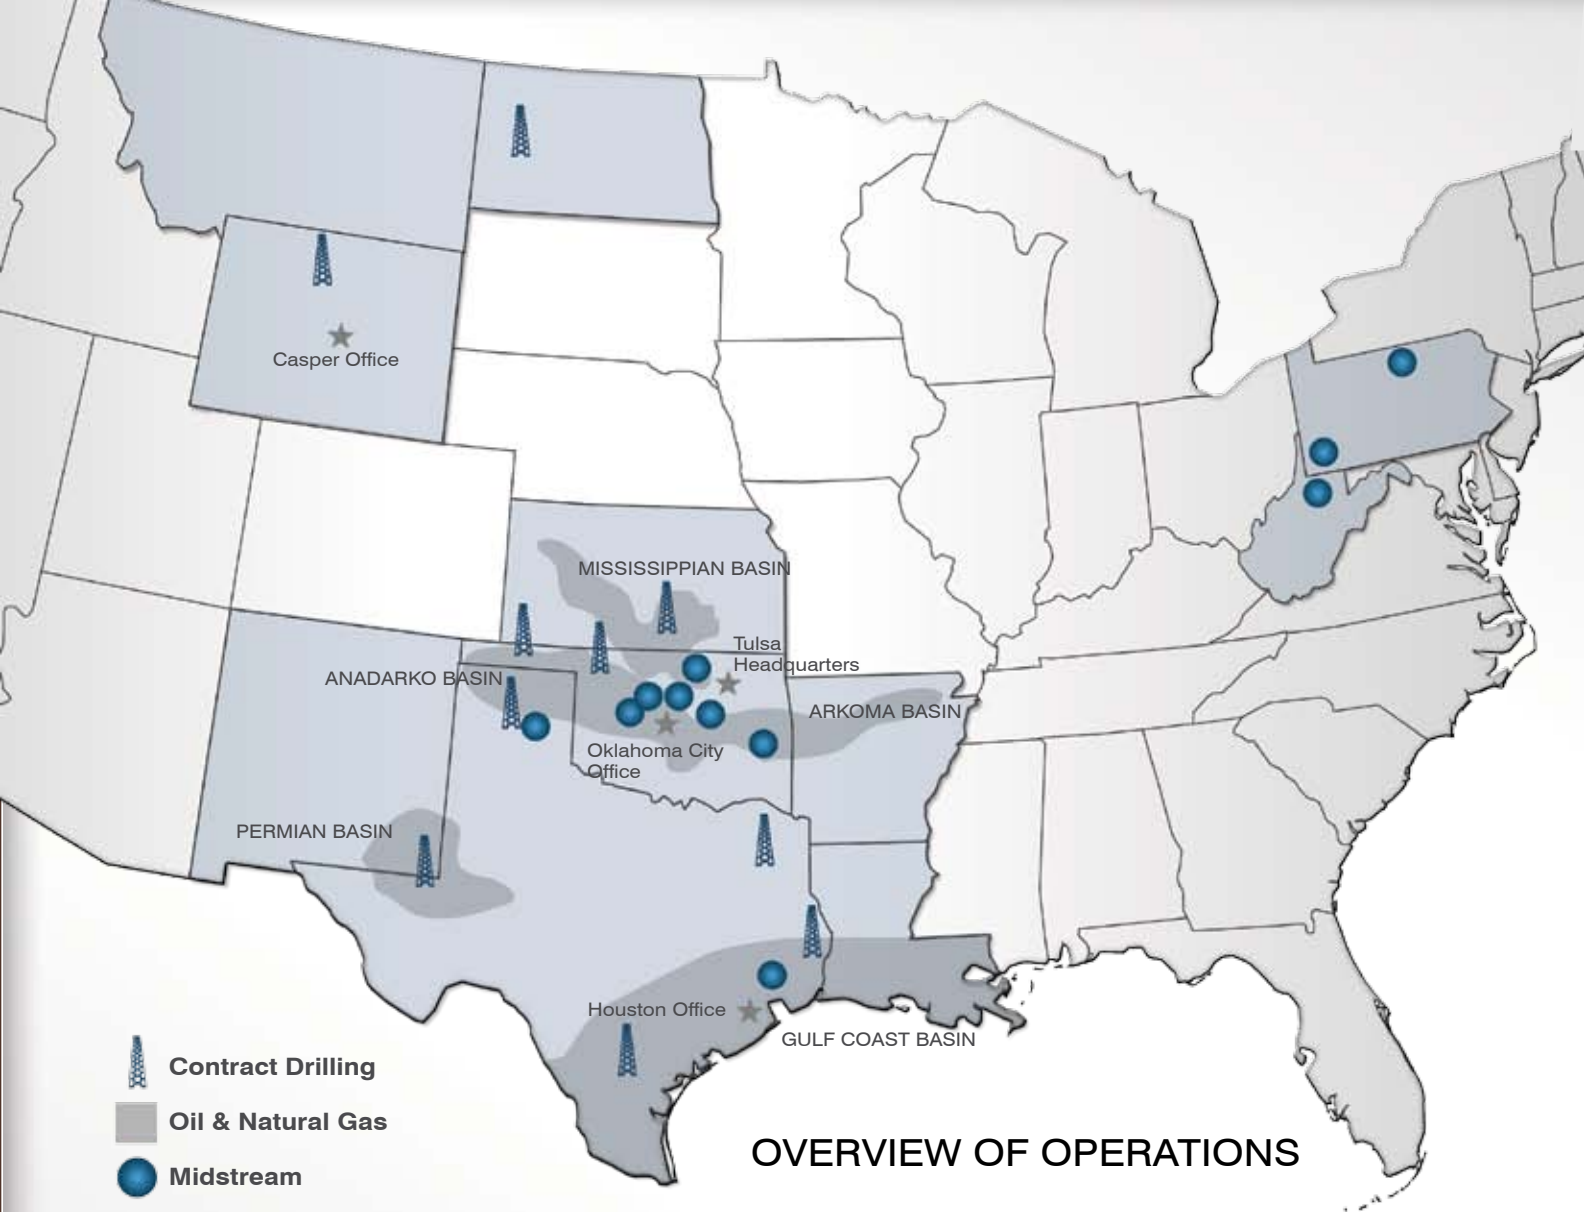 Casper Office
MISSISSIPPIAN BASIN
Tulsa
Headquarters
ANADARKO BASIN
ARKOMA BASIN
Oklahoma City
Office
PERMIAN BASIN
Houston Office
GULF COAST BASIN
Contract Drilling
Oil & Natural Gas
Midstream
OVERVIEW OF OPERATIONS